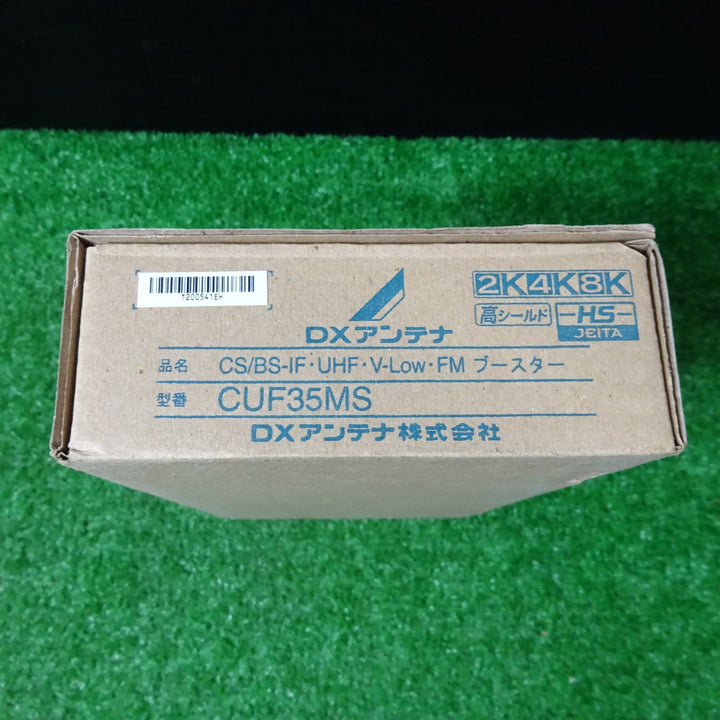 T200541EH
DXアンテナ
2K4K8K
高シールド
HS
JEITA
品名 CS/BS-IF・UHF・V-Low・FM ブースター
型番 CUF35MS
DXアンテナ株式会社